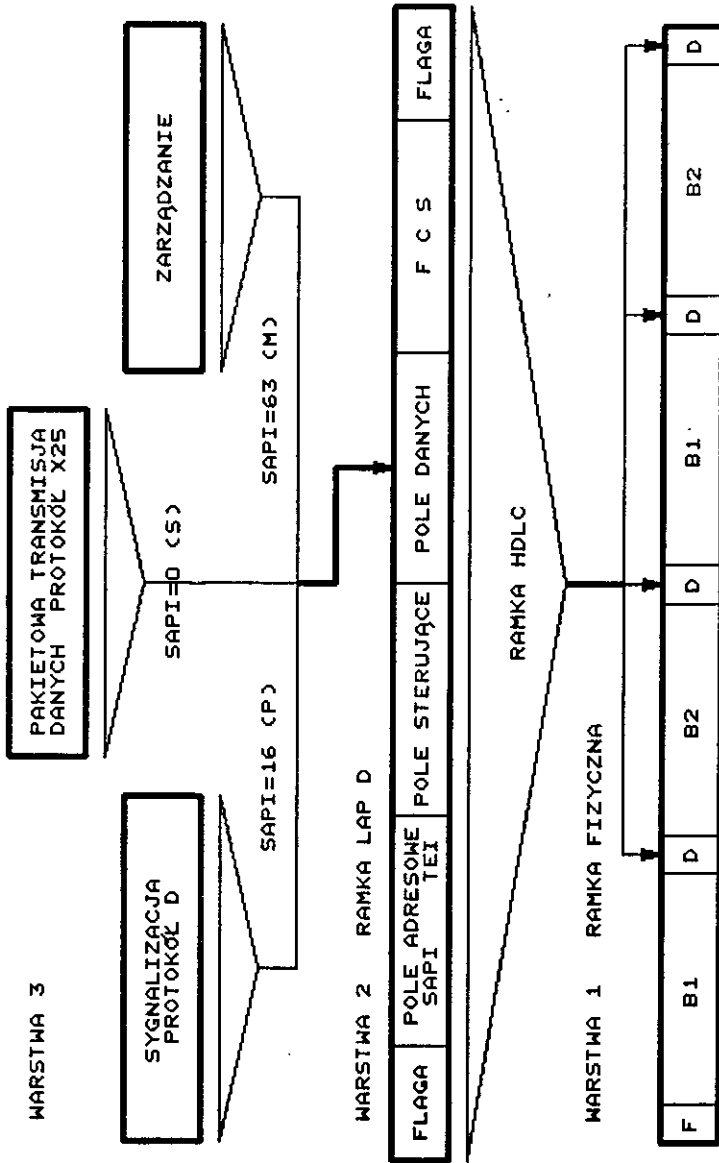 WARSTWA 3
PAKIETOWA TRANSMISJA
DANYCH PROTOKÓŁ X25
SYGNALIZACJA
PROTOKÓŁ D
ZARZĄDZANIE
SAPI=16 (P)
SAPI=0 (S)
SAPI=63 (M)
WARSTWA 2 RAMKA LAP D
FLAGA
POLE ADRESOWE
SAPI TEI
POLE STERUJĄCE
POLE DANYCH
F C S
FLAGA
RAMKA HDLC
WARSTWA 1 RAMKA FIZYCZNA
F
B1
D
B2
D
B1
D
B2
D